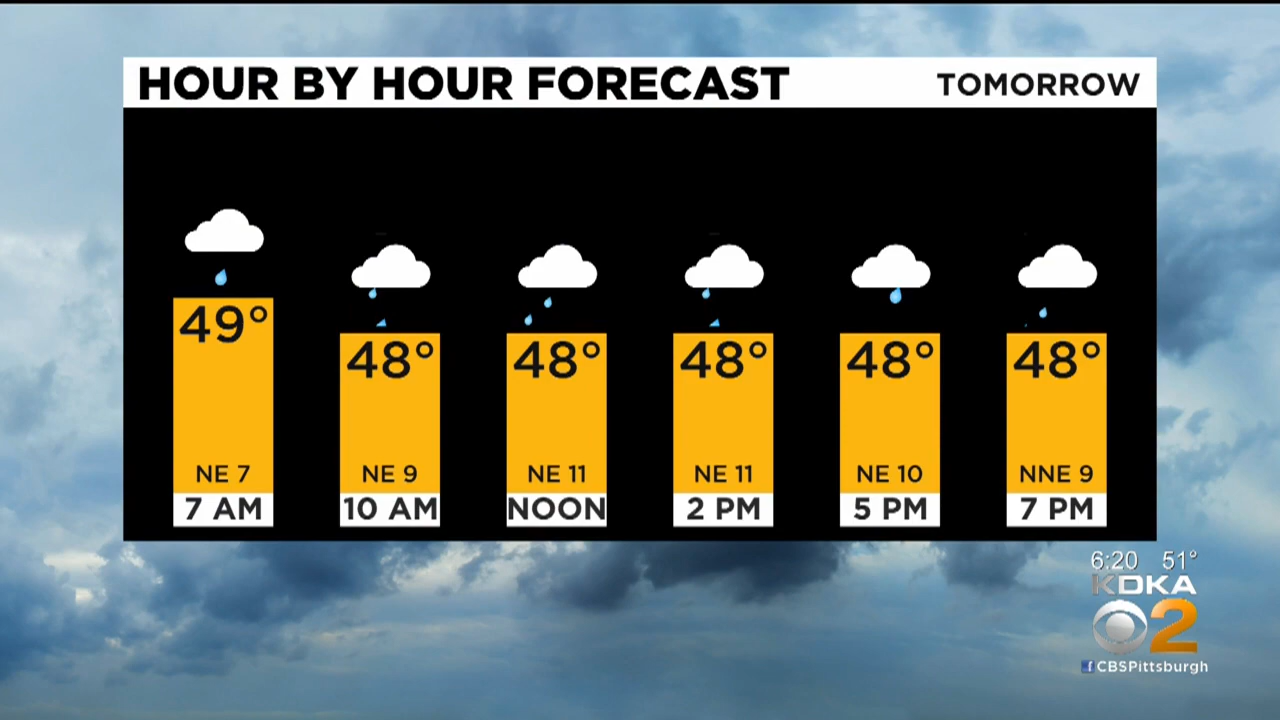 HOUR BY HOUR FORECAST TOMORROW
49° 48° 48° 48° 48° 48°
NE 7 NE 9 NE 11 NE 11 NE 10 NNE 9
7 AM 10 AM NOON 2 PM 5 PM 7 PM
6:20 51°
KDKA
2
f CBSPittsburgh